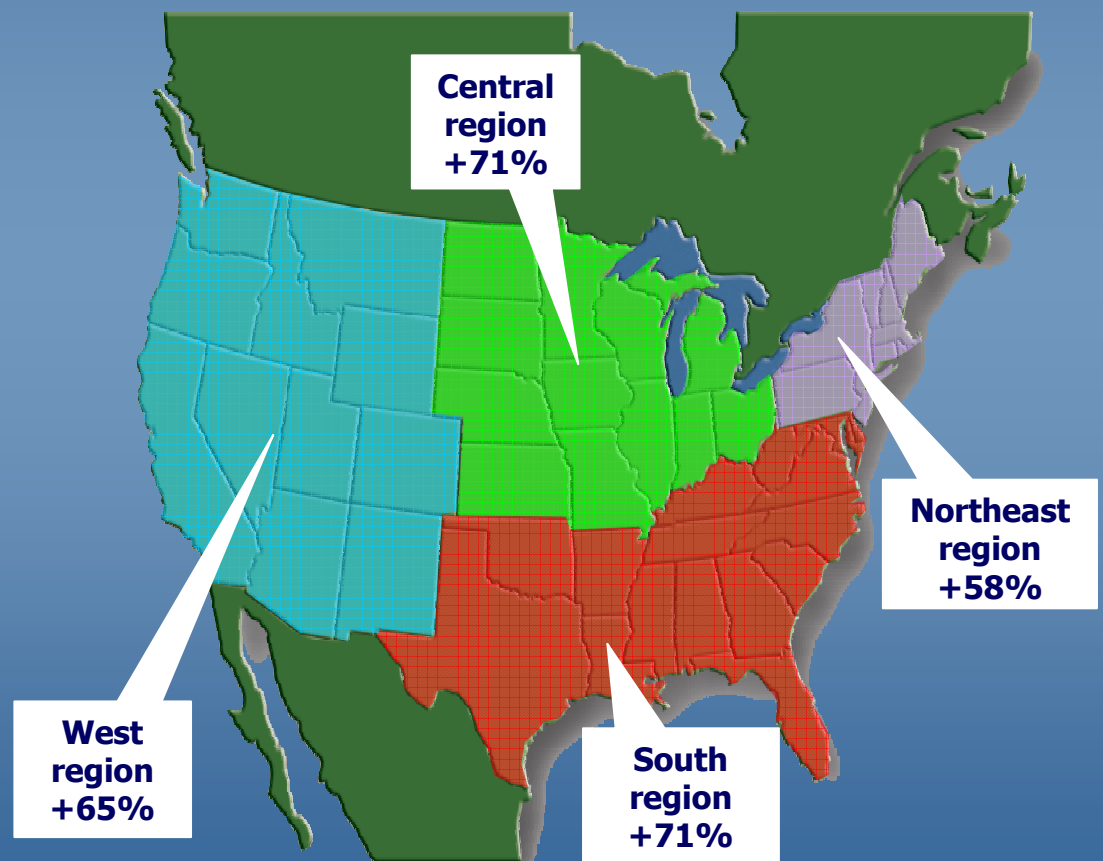 Central
region
+71%
Northeast
region
+58%
West
region
+65%
South
region
+71%